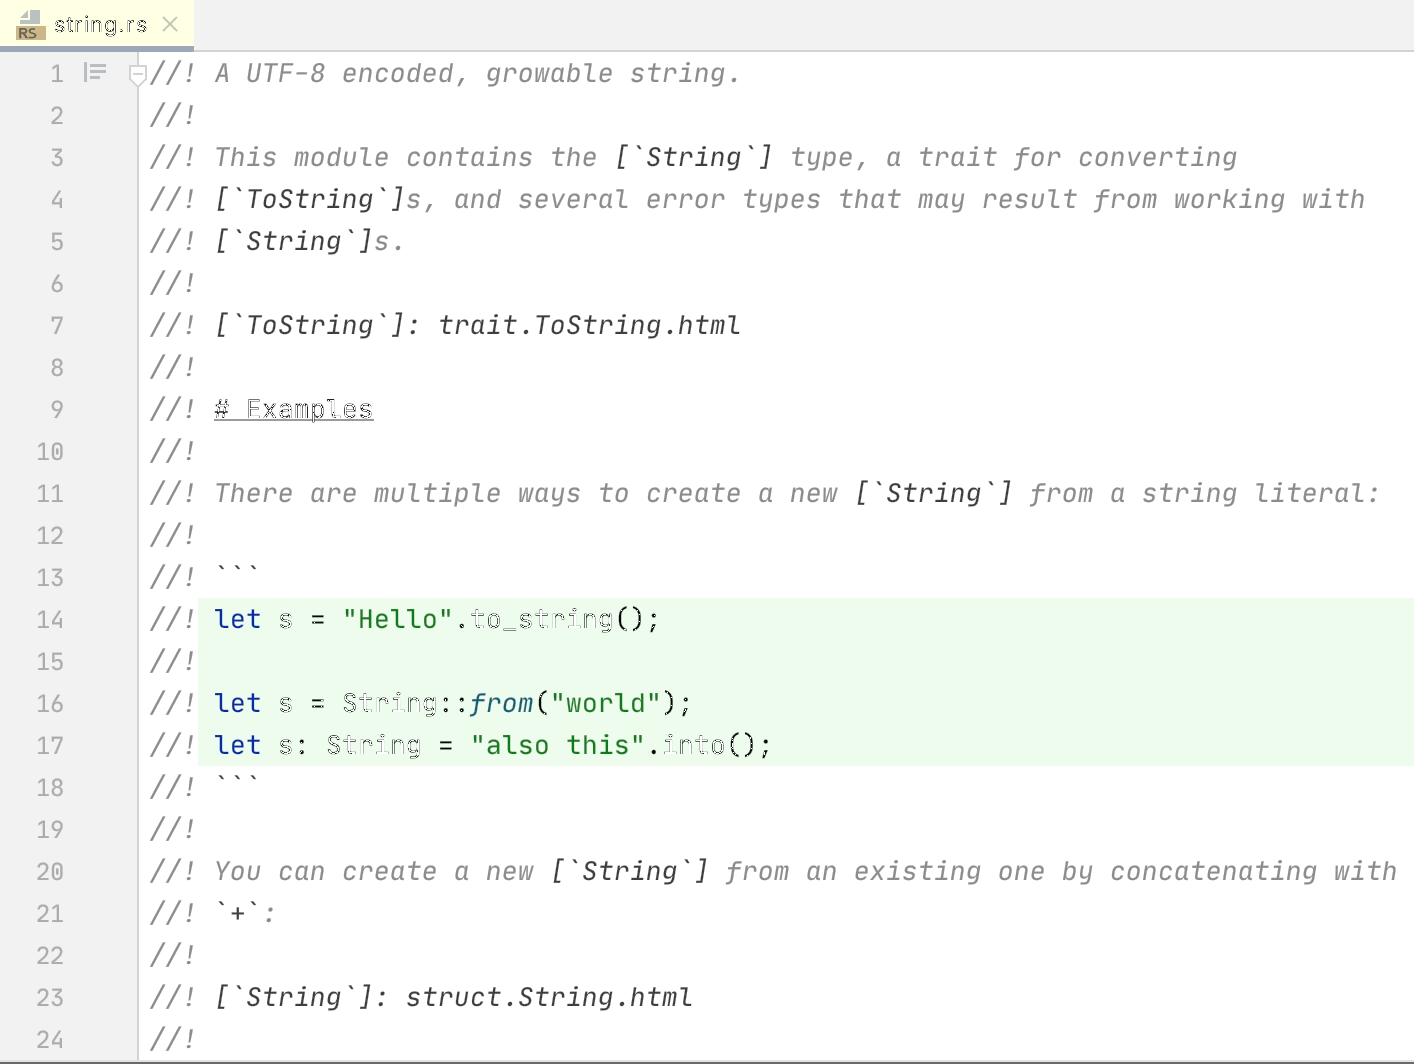 RS string.rs
1 //! A UTF-8 encoded, growable string.
2 //!
3 //! This module contains the [`String`] type, a trait for converting
4 //! [`ToString`]s, and several error types that may result from working with
5 //! [`String`]s.
6 //!
7 //! [`ToString`]: trait.ToString.html
8 //!
9 //! # Examples
10 //!
11 //! There are multiple ways to create a new [`String`] from a string literal:
12 //!
13 //! ```
14 //! let s = "Hello".to_string();
15 //!
16 //! let s = String::from("world");
17 //! let s: String = "also this".into();
18 //! ```
19 //!
20 //! You can create a new [`String`] from an existing one by concatenating with
21 //! `+`:
22 //!
23 //! [`String`]: struct.String.html
24 //!